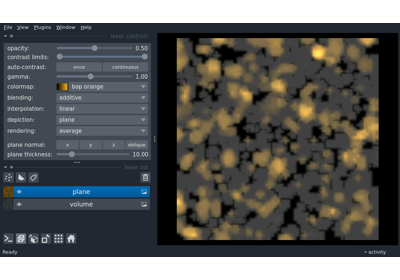 File View Plugins Window Help
layer controls
opacity: 0.50
contrast limits:
auto-contrast: once continuous
gamma: 1.00
colormap: bop orange
blending: additive
interpolation: linear
depiction: plane
rendering: average
plane normal: x y z oblique
plane thickness: 10.00
layer list
plane
volume
Ready activity